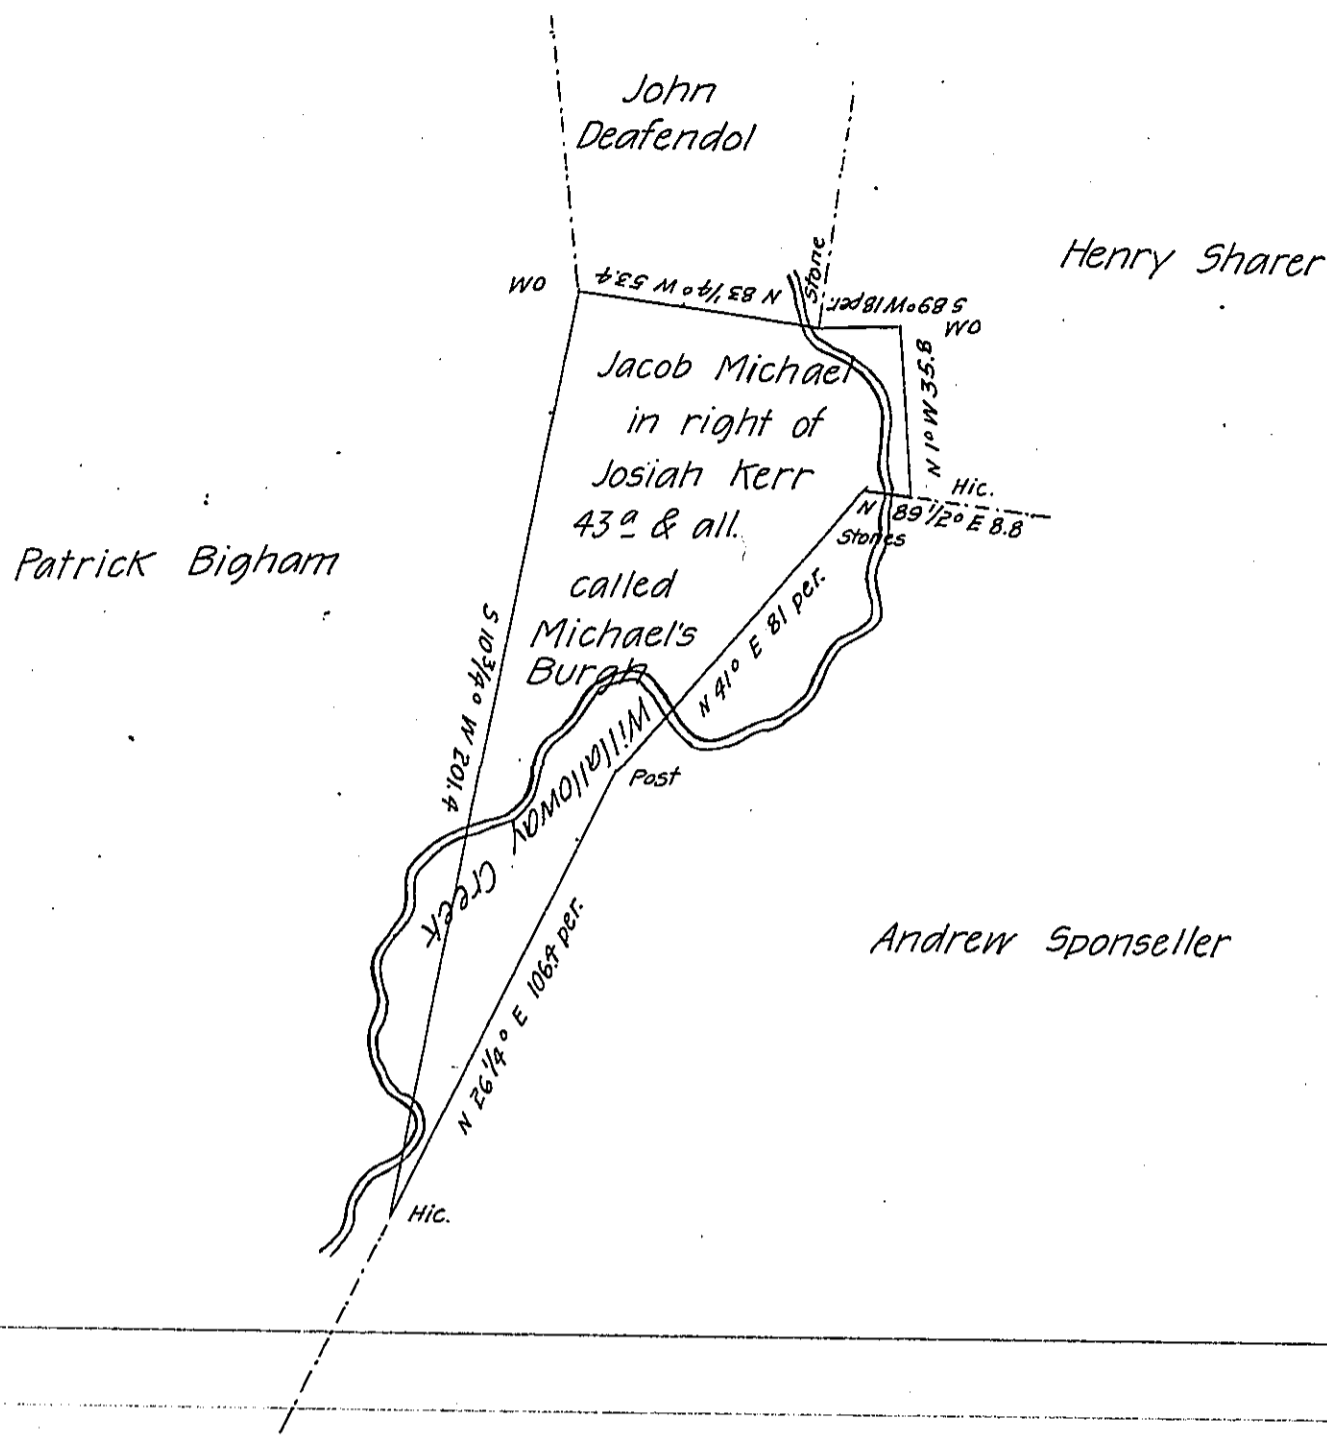 John
Deafendol
Henry Sharer
Stone
WO
N 83 1/4° W 53.4
S 89° W 18 per.
WO
N 1° W 35.8
Jacob Michael
in right of
Josiah Kerr
43ª & all.
called
Michael's
Burgh
Hic.
N 89 1/2° E 8.8
Stones
Patrick Bigham
S 10 3/4° W 201.4
N 41° E 81 per.
Willalloway Creek
Post
Andrew Sponseller
N 26 1/4° E 106.4 per.
Hic.